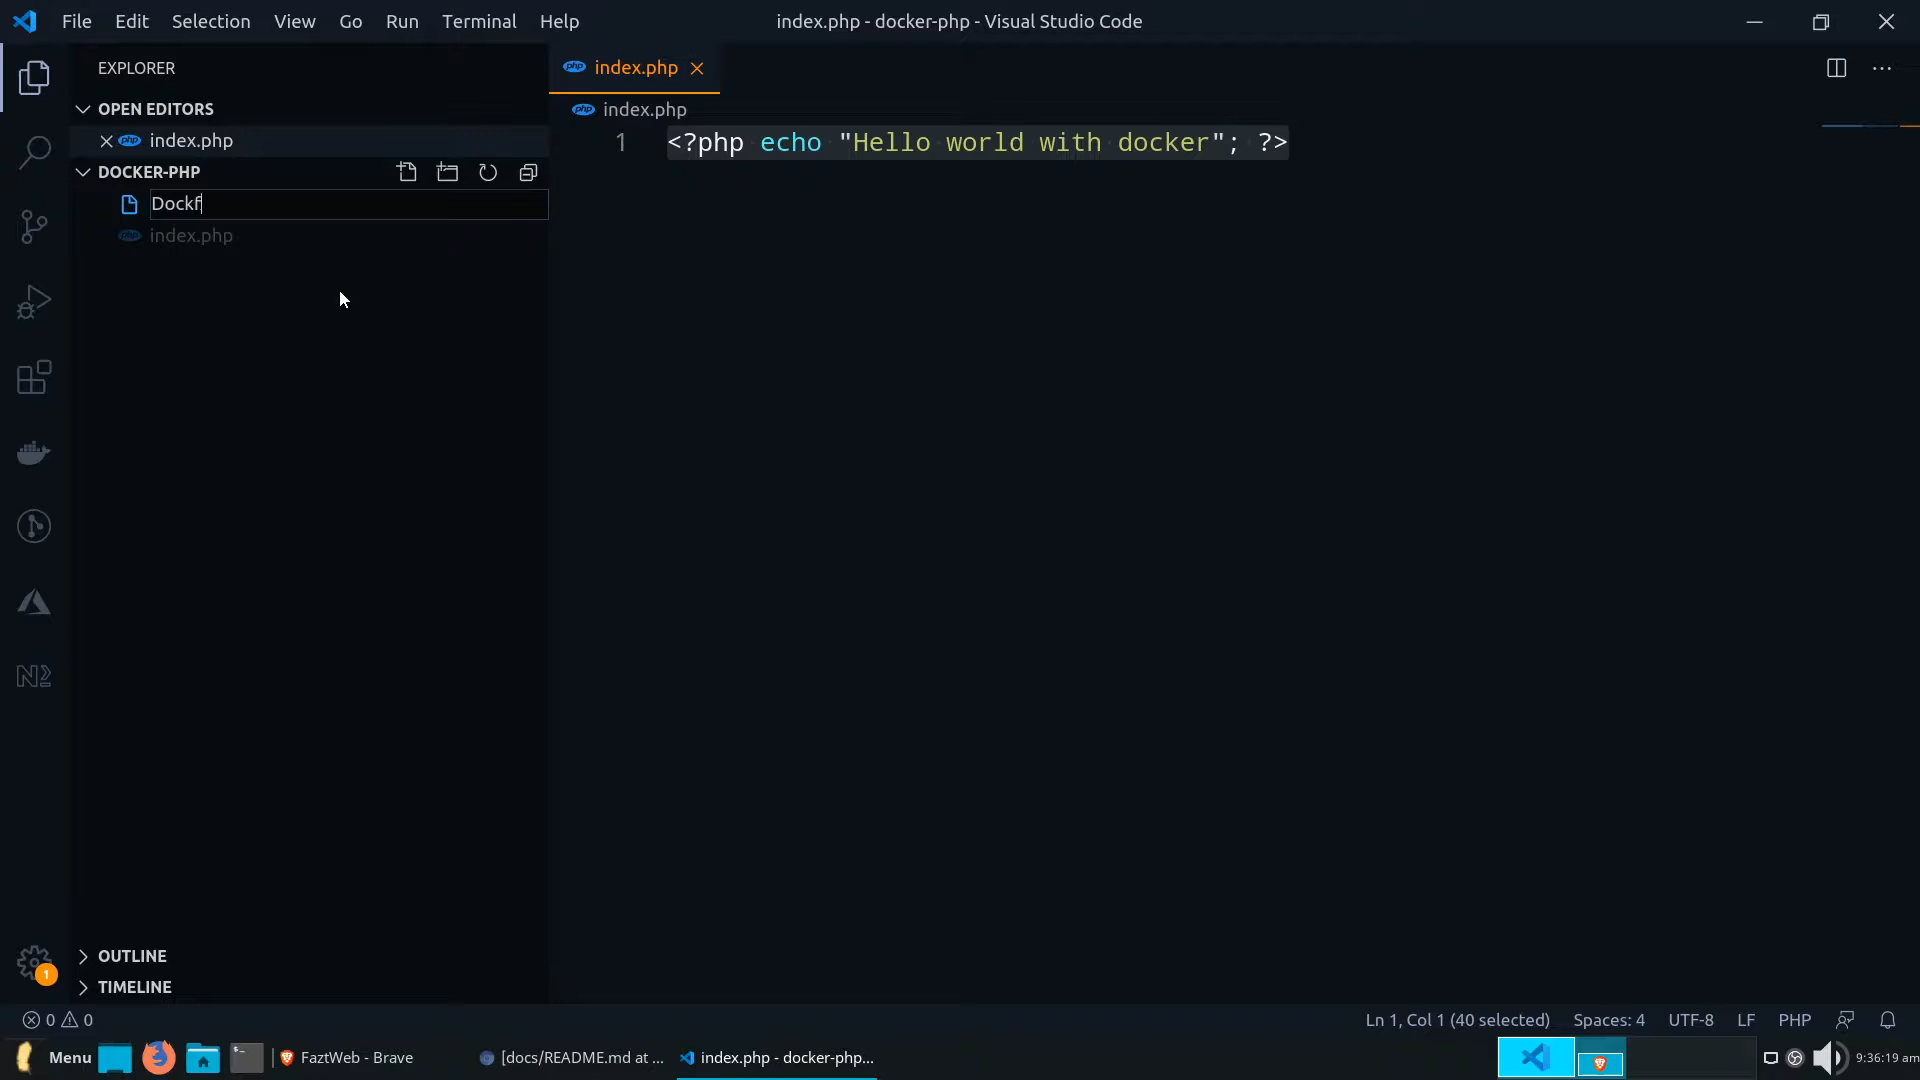 File Edit Selection View Go Run Terminal Help
index.php - docker-php - Visual Studio Code
EXPLORER
OPEN EDITORS
index.php
DOCKER-PHP
Dockf
index.php
index.php
index.php
1 <?php echo "Hello world with docker"; ?>
OUTLINE
TIMELINE
1
0 0
Ln 1, Col 1 (40 selected) Spaces: 4 UTF-8 LF PHP
Menu
FaztWeb - Brave
[docs/README.md at ...
index.php - docker-php...
9:36:19 am